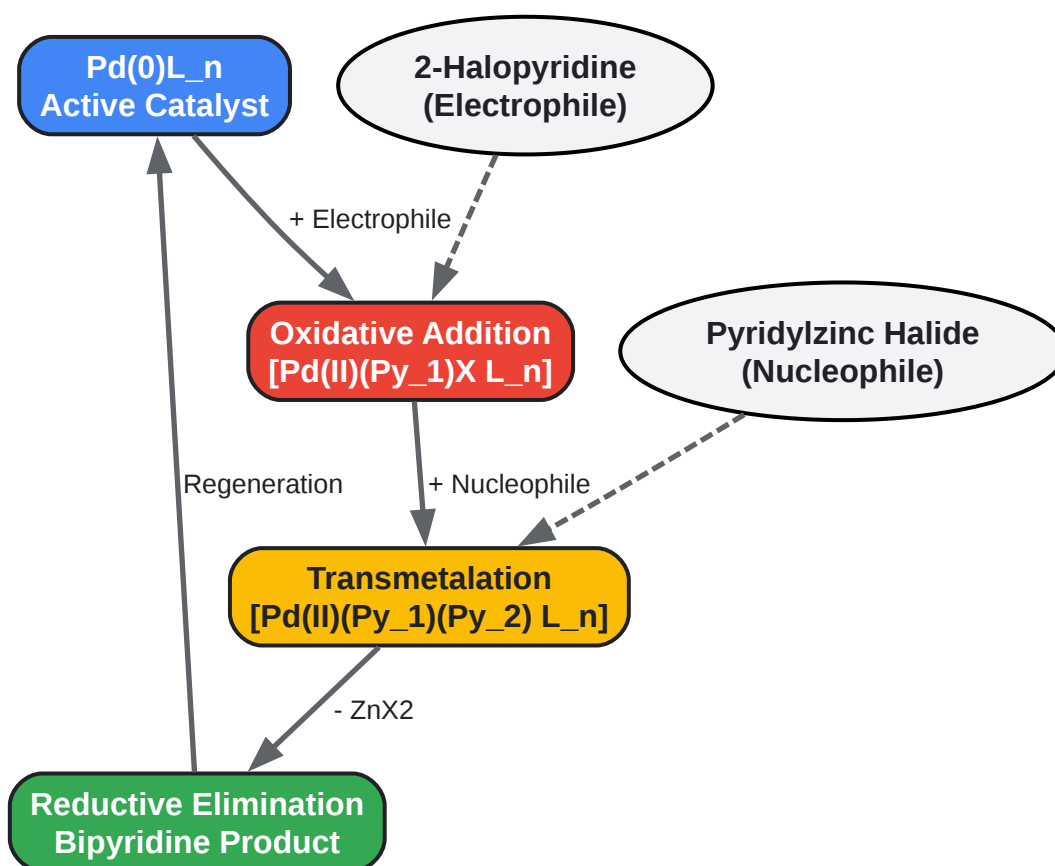 Pd(0)L_n
Active Catalyst
2-Halopyridine
(Electrophile)
+ Electrophile
Oxidative Addition
[Pd(II)(Py_1)X L_n]
Pyridylzinc Halide
(Nucleophile)
Regeneration
+ Nucleophile
Transmetalation
[Pd(II)(Py_1)(Py_2) L_n]
- ZnX2
Reductive Elimination
Bipyridine Product